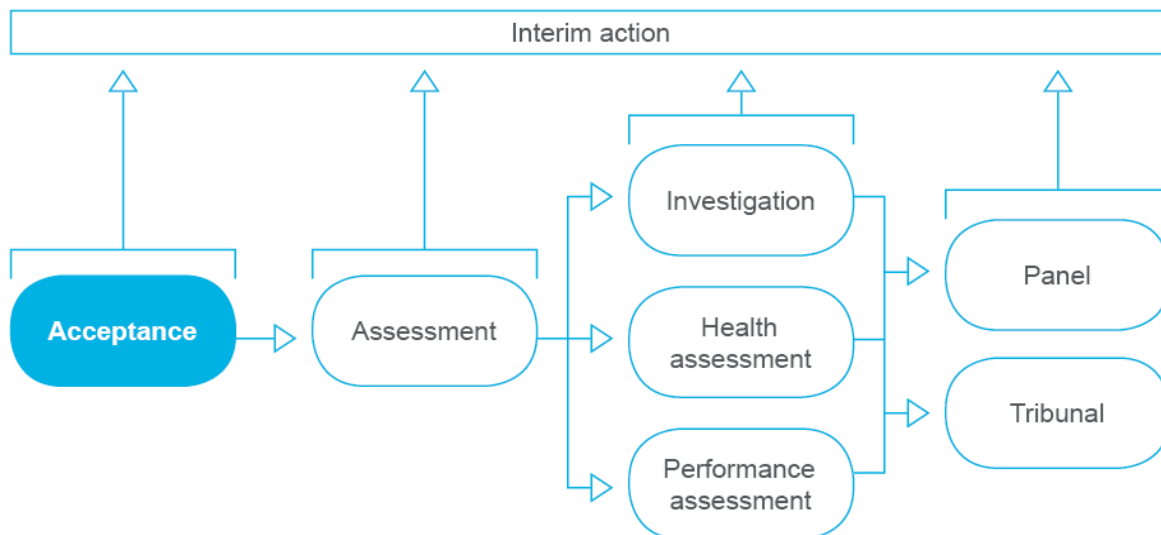 Interim action
Acceptance
Assessment
Investigation
Health
assessment
Performance
assessment
Panel
Tribunal